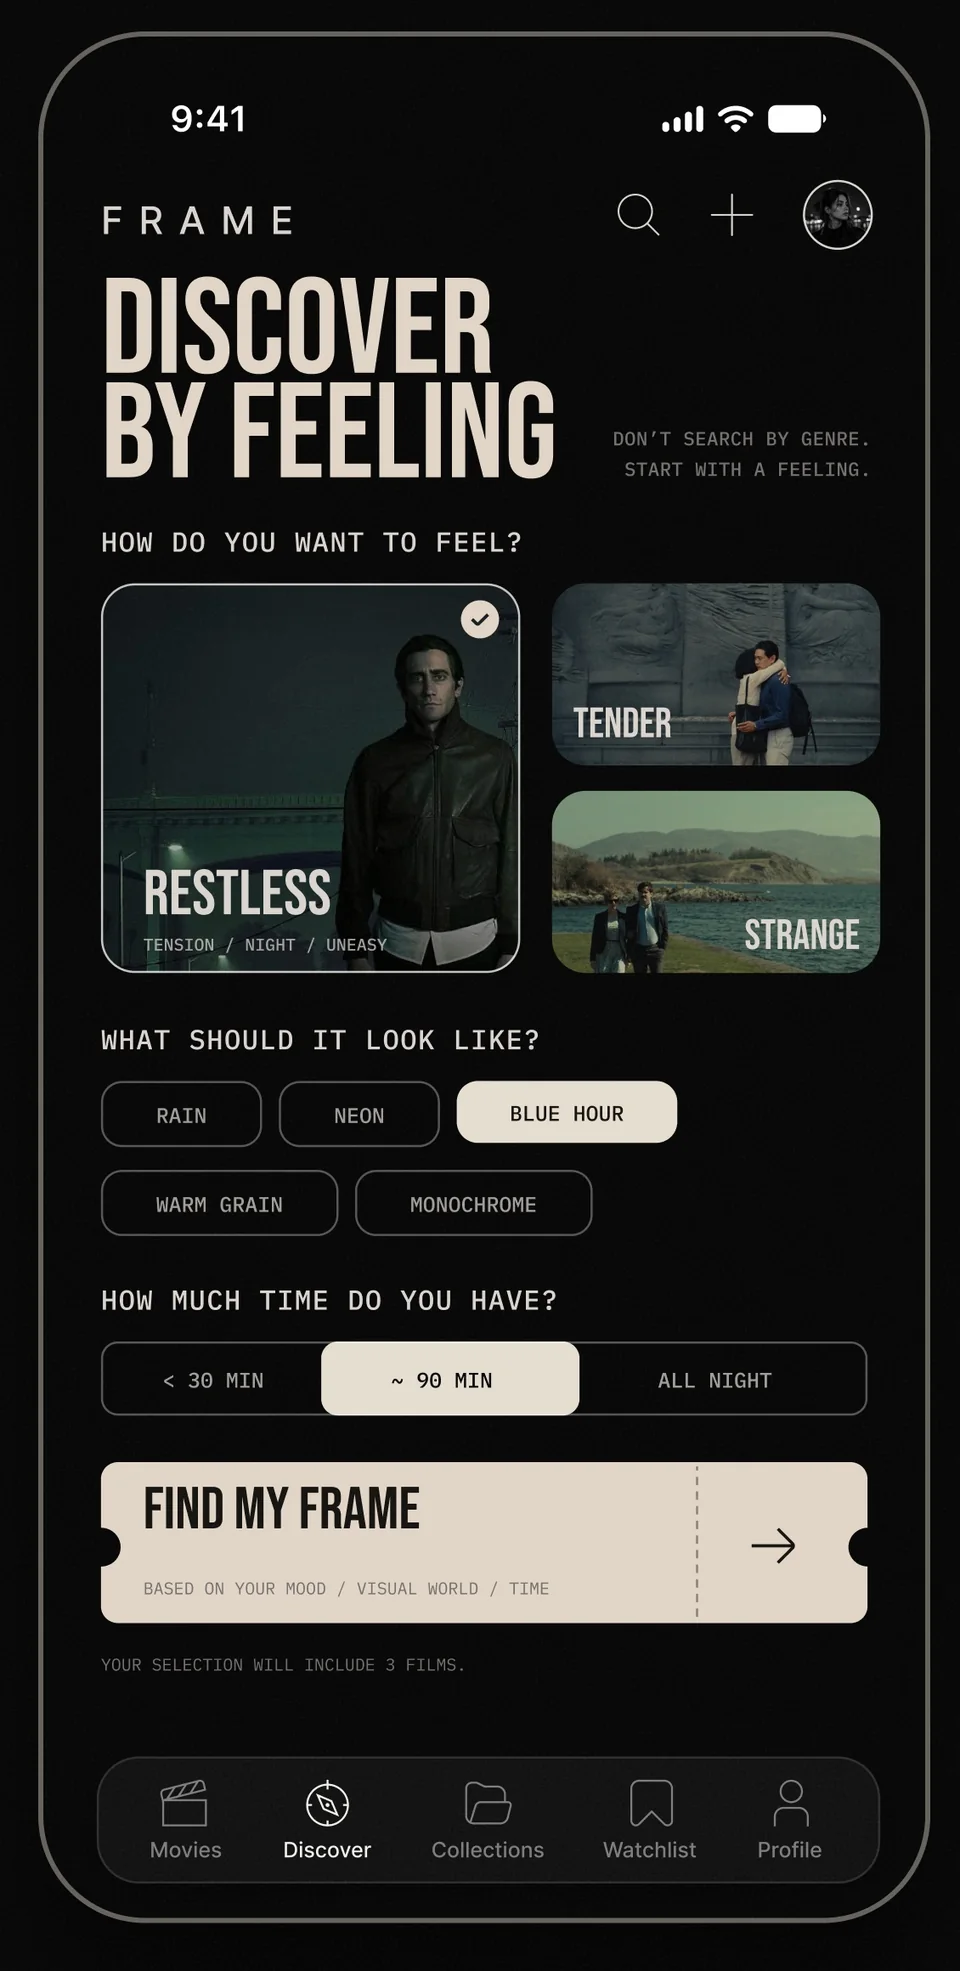 9:41
FRAME
DISCOVER
BY FEELING
DON’T SEARCH BY GENRE.
START WITH A FEELING.
HOW DO YOU WANT TO FEEL?
RESTLESS
TENSION / NIGHT / UNEASY
TENDER
STRANGE
WHAT SHOULD IT LOOK LIKE?
RAIN
NEON
BLUE HOUR
WARM GRAIN
MONOCHROME
HOW MUCH TIME DO YOU HAVE?
< 30 MIN
~ 90 MIN
ALL NIGHT
FIND MY FRAME
BASED ON YOUR MOOD / VISUAL WORLD / TIME
YOUR SELECTION WILL INCLUDE 3 FILMS.
Movies
Discover
Collections
Watchlist
Profile